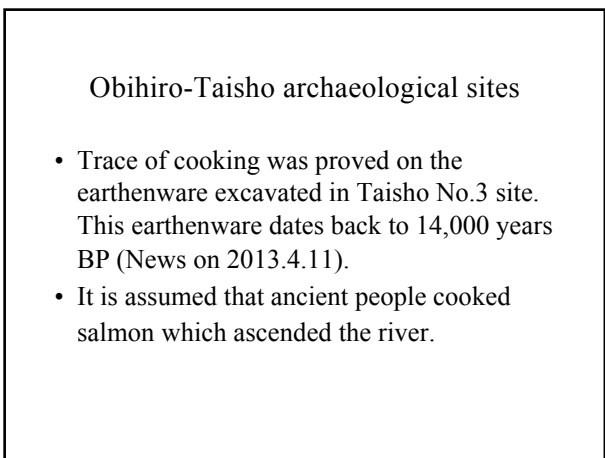 Obihiro-Taisho archaeological sites
• Trace of cooking was proved on the
earthenware excavated in Taisho No.3 site.
This earthenware dates back to 14,000 years
BP (News on 2013.4.11).
• It is assumed that ancient people cooked
salmon which ascended the river.